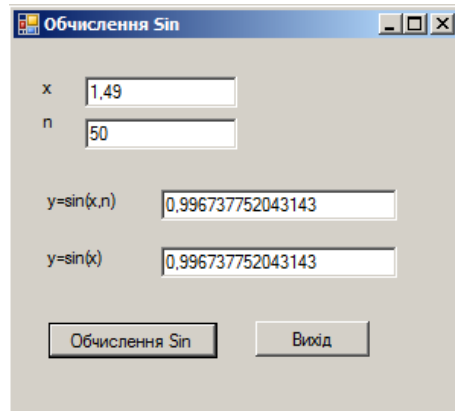 Обчислення Sin
x 1,49
n 50
y=sin(x,n) 0,996737752043143
y=sin(x) 0,996737752043143
Обчислення Sin Вихід